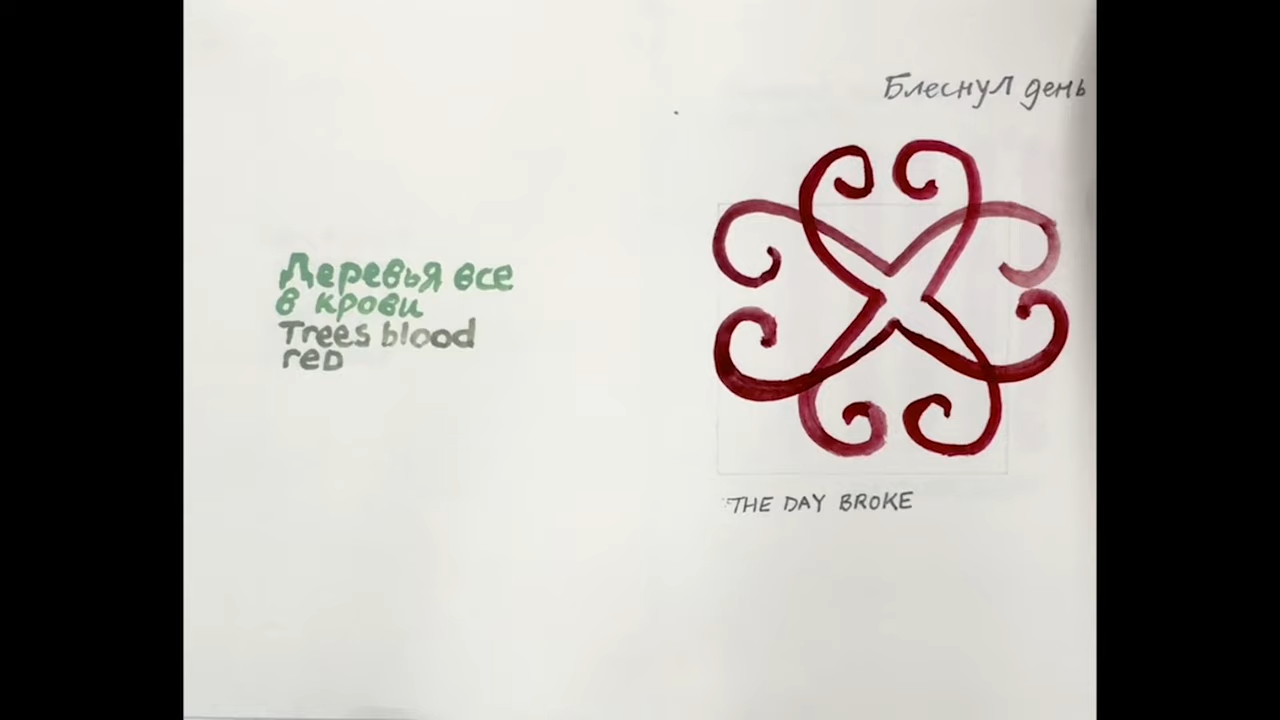 Деревья все
в крови
Trees blood
red
Блеснул день
THE DAY BROKE